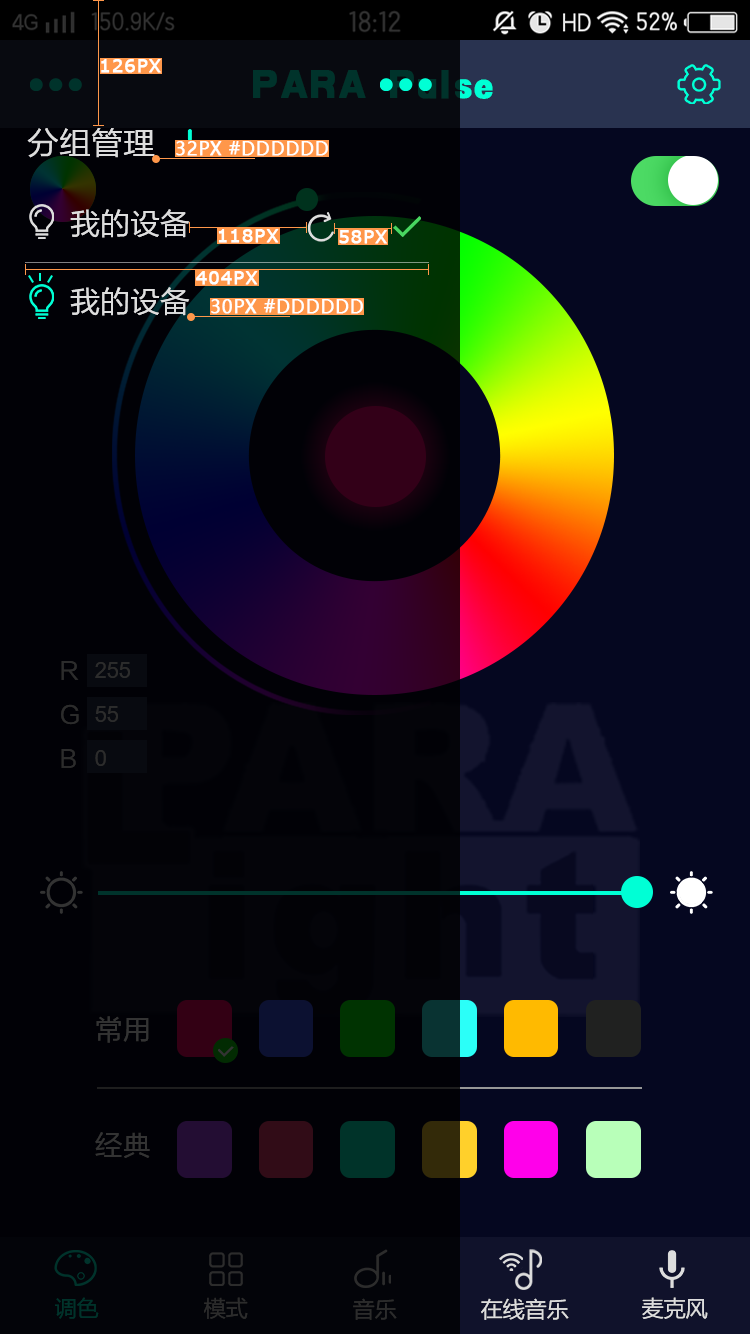 4G 150.9K/s 18:12 HD 52%
126PX
PARA Pulse
分组管理
32PX #DDDDDD
我的设备
118PX
58PX
404PX
我的设备
30PX #DDDDDD
R 255
G 55
B 0
PARA
Light
常用
经典
调色 模式 音乐 在线音乐 麦克风